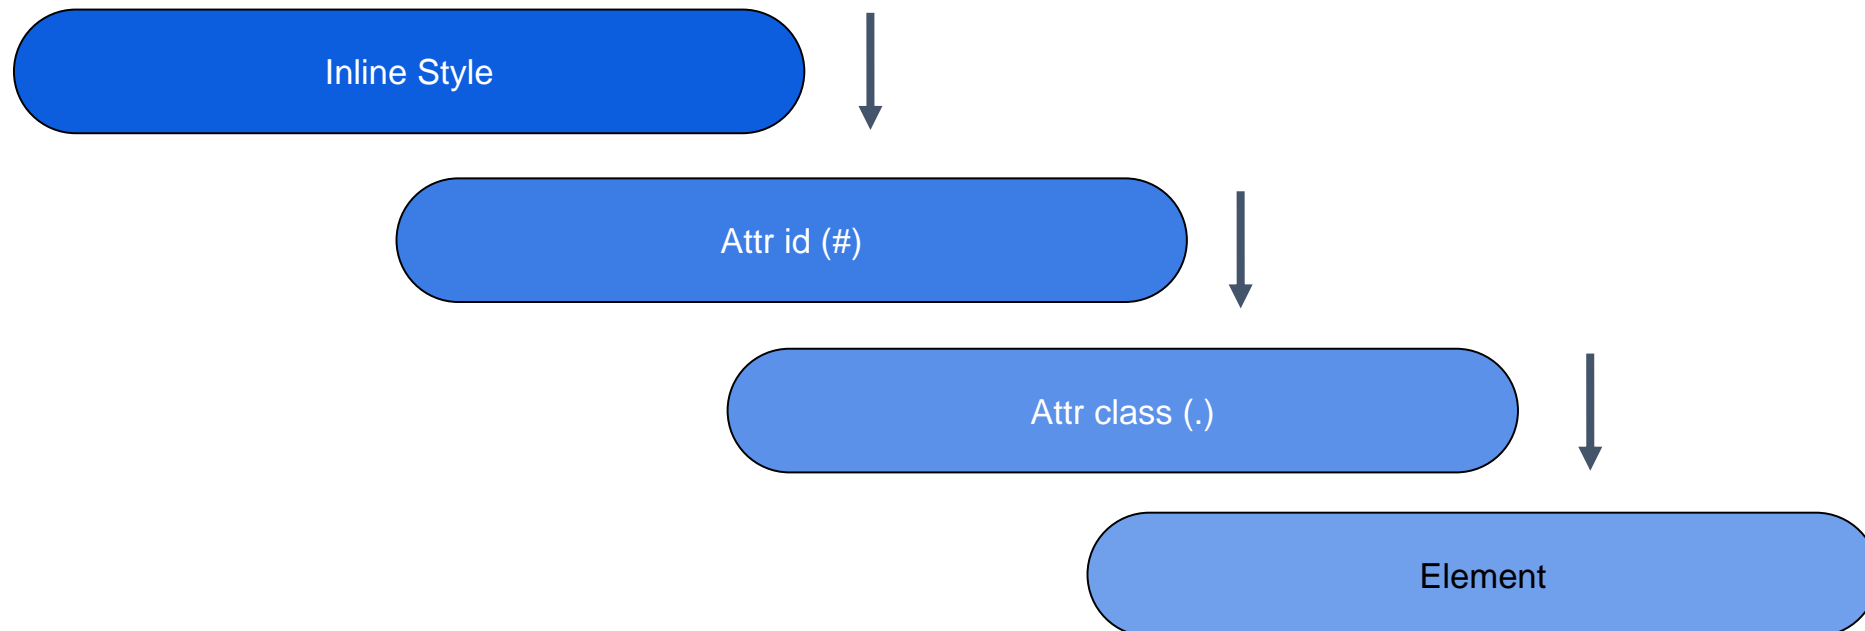 Inline Style
Attr id (#)
Attr class (.)
Element